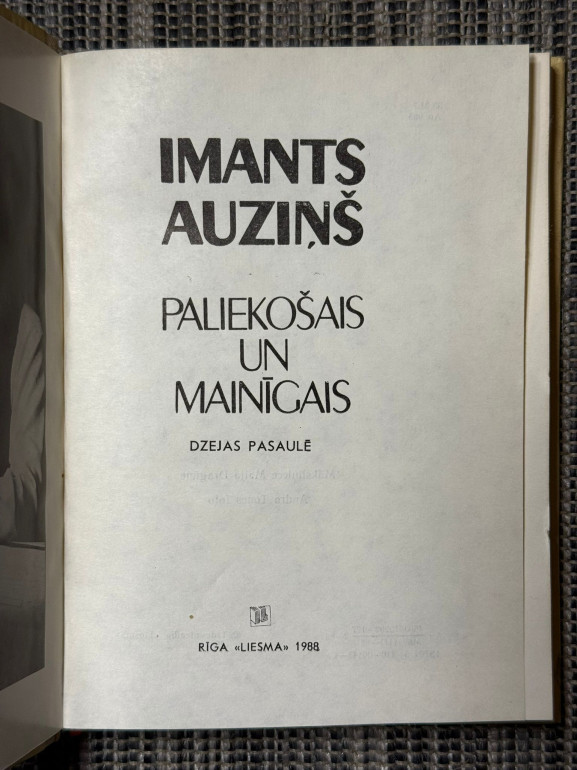 IMANTS
AUZIŅŠ
PALIEKOŠAIS
UN
MAINĪGAIS
DZEJAS PASAULĒ
RĪGA «LIESMA» 1988